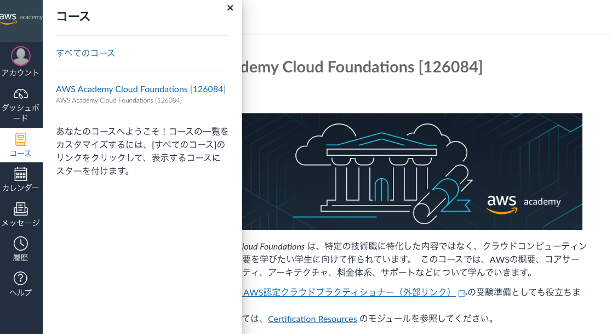 aws academy
アカウント
ダッシュボ
ード
コース
カレンダー
メッセージ
履歴
ヘルプ
コース
×
すべてのコース
AWS Academy Cloud Foundations [126084]
AWS Academy Cloud Foundations [126084]
あなたのコースへようこそ！コースの一覧を
カスタマイズするには、[すべてのコース]の
リンクをクリックして、表示するコースに
スターを付けます。
demy Cloud Foundations [126084]
aws academy
loud Foundations は、特定の技術職に特化した内容ではなく、クラウドコンピューティン
要を学びたい学生に向けて作られています。 このコースでは、AWSの概要、コアサー
ティ、アーキテクチャ、料金体系、サポートなどについて学んでいきます。
AWS認定クラウドプラクティショナー（外部リンク）の受験準備としても役立ちま
ては、Certification Resources のモジュールを参照してください。